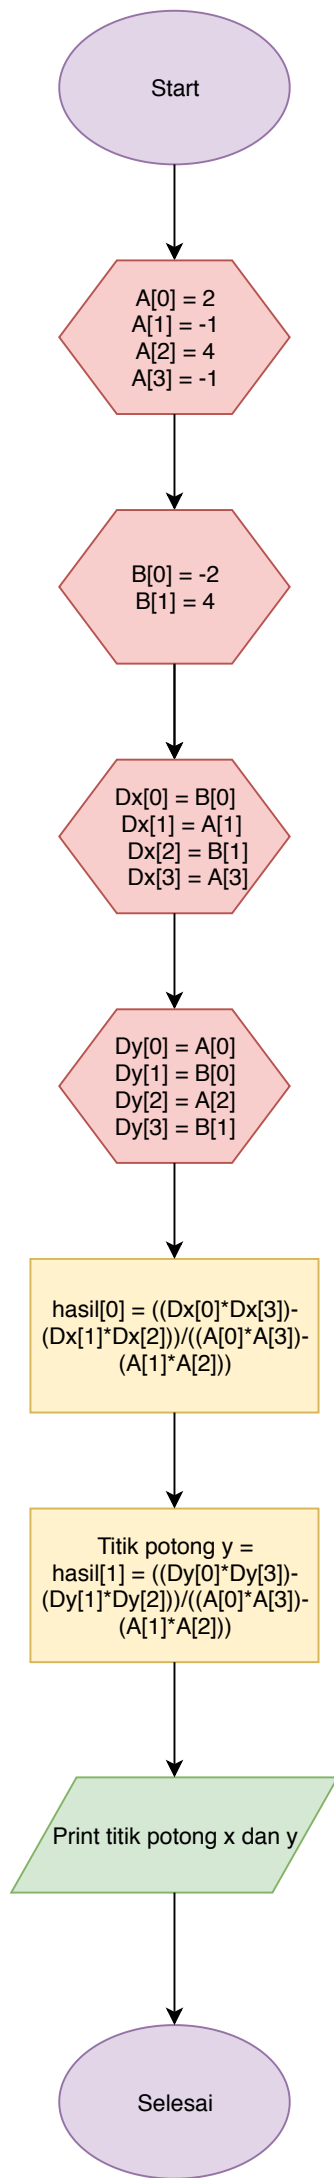 Start
A[0] = 2
A[1] = -1
A[2] = 4
A[3] = -1
B[0] = -2
B[1] = 4
Dx[0] = B[0]
Dx[1] = A[1]
Dx[2] = B[1]
Dx[3] = A[3]
Dy[0] = A[0]
Dy[1] = B[0]
Dy[2] = A[2]
Dy[3] = B[1]
hasil[0] = ((Dx[0]*Dx[3])-
(Dx[1]*Dx[2]))/((A[0]*A[3])-
(A[1]*A[2]))
Titik potong y =
hasil[1] = ((Dy[0]*Dy[3])-
(Dy[1]*Dy[2]))/((A[0]*A[3])-
(A[1]*A[2]))
Print titik potong x dan y
Selesai